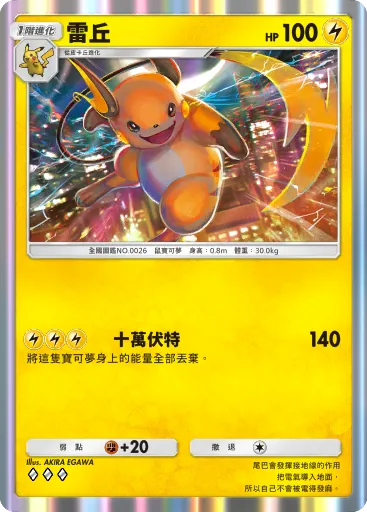 1階進化 雷丘 HP 100
從皮卡丘進化
全國圖鑑NO.0026 鼠寶可夢 身高：0.8m 體重：30.0kg
十萬伏特 140
將這隻寶可夢身上的能量全部丟棄。
弱點 +20 撤退
Illus. AKIRA EGAWA
尾巴會發揮接地線的作用
把電氣導入地面，
所以自己不會被電得發麻。